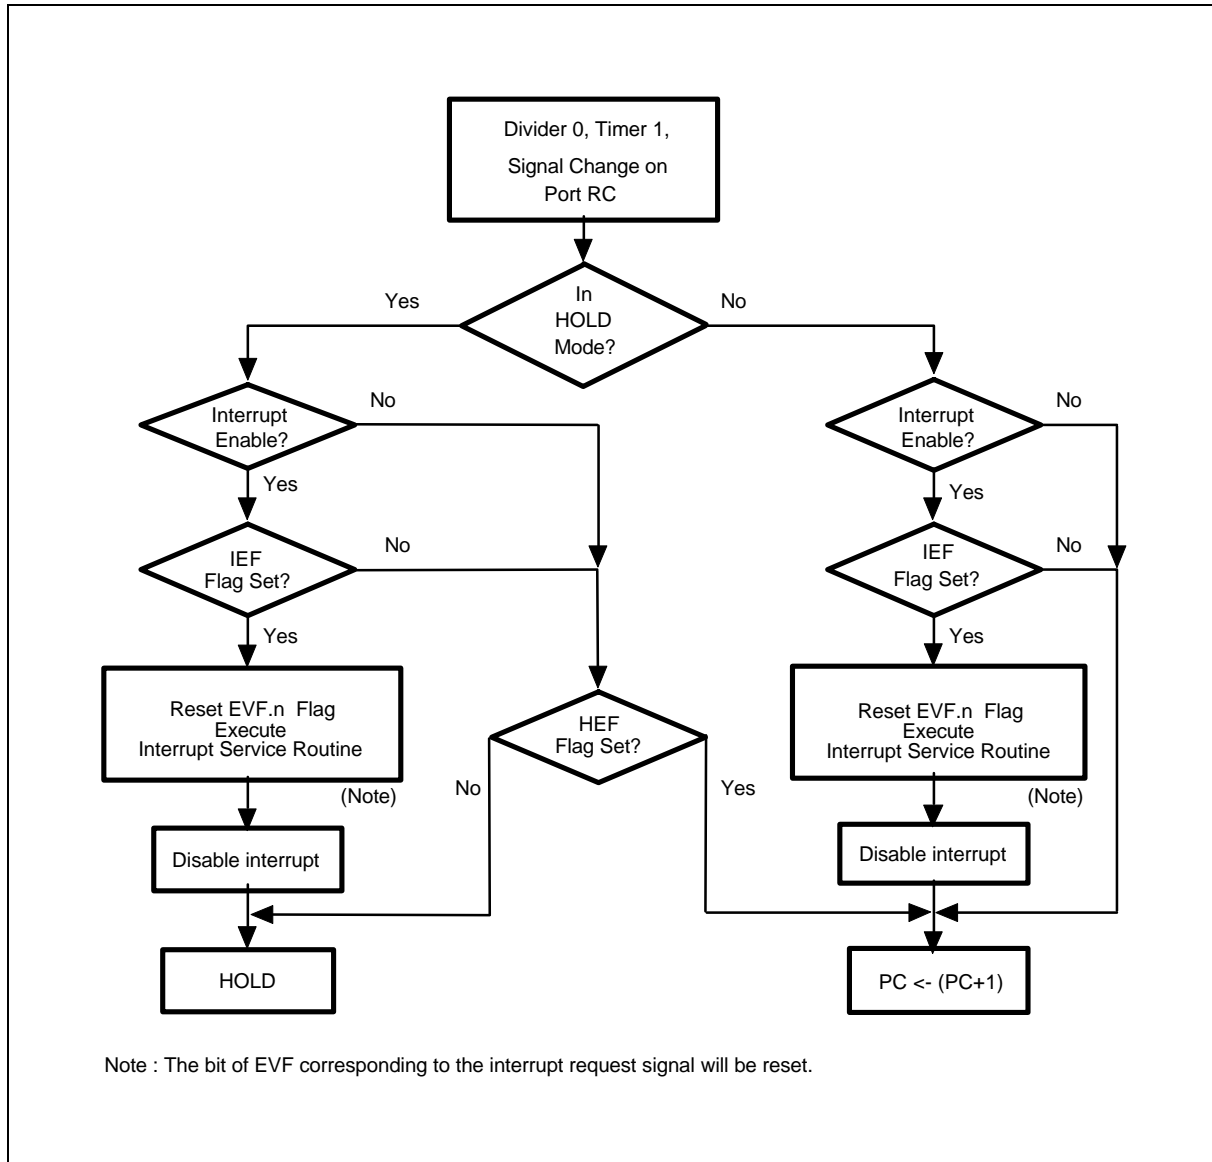 Divider 0, Timer 1,
Signal Change on
Port RC
Yes
In
HOLD
Mode?
No
Interrupt
Enable?
No
Yes
Interrupt
Enable?
No
Yes
IEF
Flag Set?
No
Yes
IEF
Flag Set?
No
Yes
Reset EVF.n Flag
Execute
Interrupt Service Routine
(Note)
HEF
Flag Set?
No
Yes
Reset EVF.n Flag
Execute
Interrupt Service Routine
(Note)
Disable interrupt
Disable interrupt
HOLD
PC <- (PC+1)
Note : The bit of EVF corresponding to the interrupt request signal will be reset.